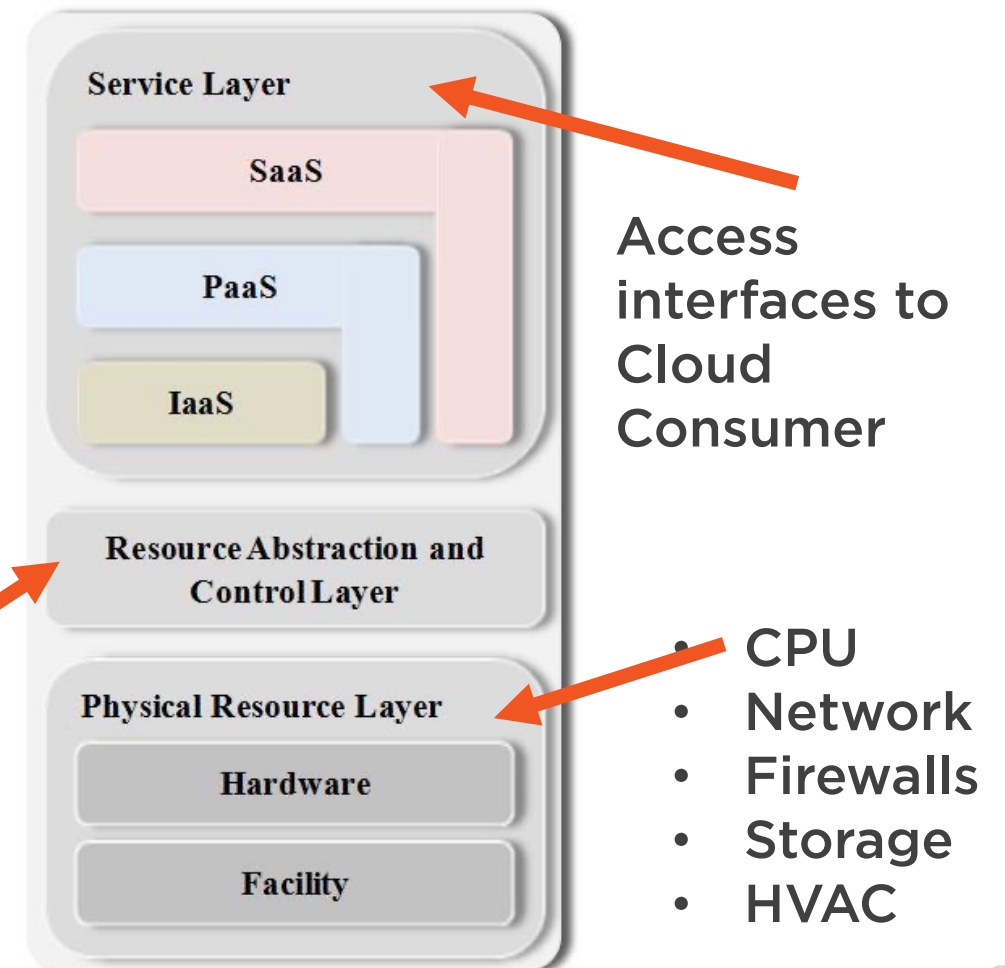 Service Layer
SaaS
PaaS
IaaS
Access
interfaces to
Cloud
Consumer
Resource Abstraction and
Control Layer
Physical Resource Layer
Hardware
Facility
• CPU
• Network
• Firewalls
• Storage
• HVAC